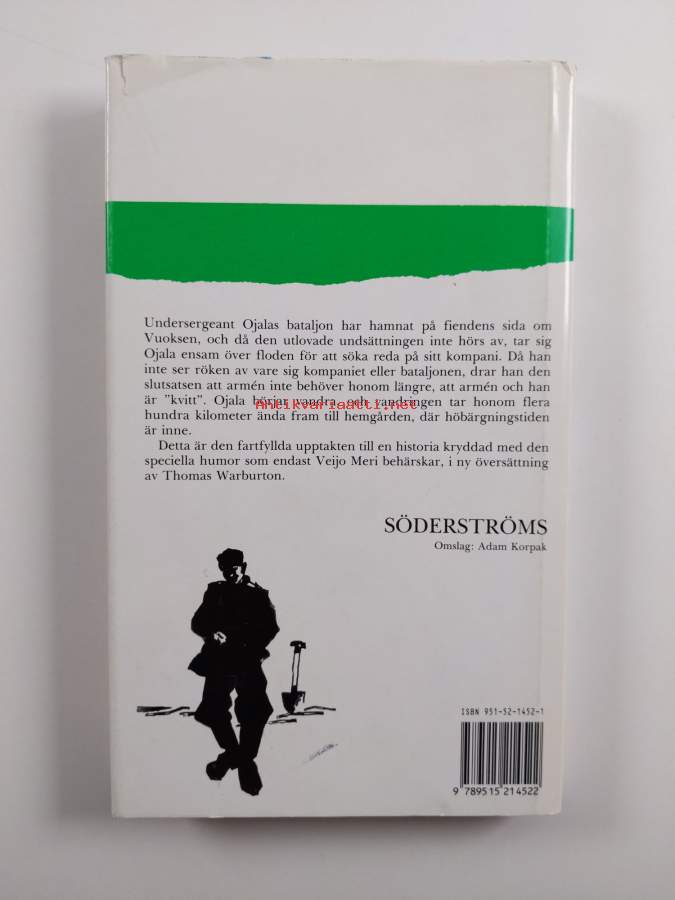 Undersergeant Ojalas bataljon har hamnat på fiendens sida om
Vuoksen, och då den utlovade undsättningen inte hörs av, tar sig
Ojala ensam över floden för att söka reda på sitt kompani. Då han
inte ser röken av vare sig kompaniet eller bataljonen, drar han den
slutsatsen att armén inte behöver honom längre, att armén och han
är ”kvitt”. Ojala börjar vandra, och vandringen tar honom flera
antikvariaatti.net
hundra kilometer ända fram till hemgården, där höbärgningstiden
är inne.
Detta är den fartfyllda upptakten till en historia kryddad med den
speciella humor som endast Veijo Meri behärskar, i ny översättning
av Thomas Warburton.
SÖDERSTRÖMS
Omslag: Adam Korpak
ISBN 951-52-1452-1
9 789515 214522